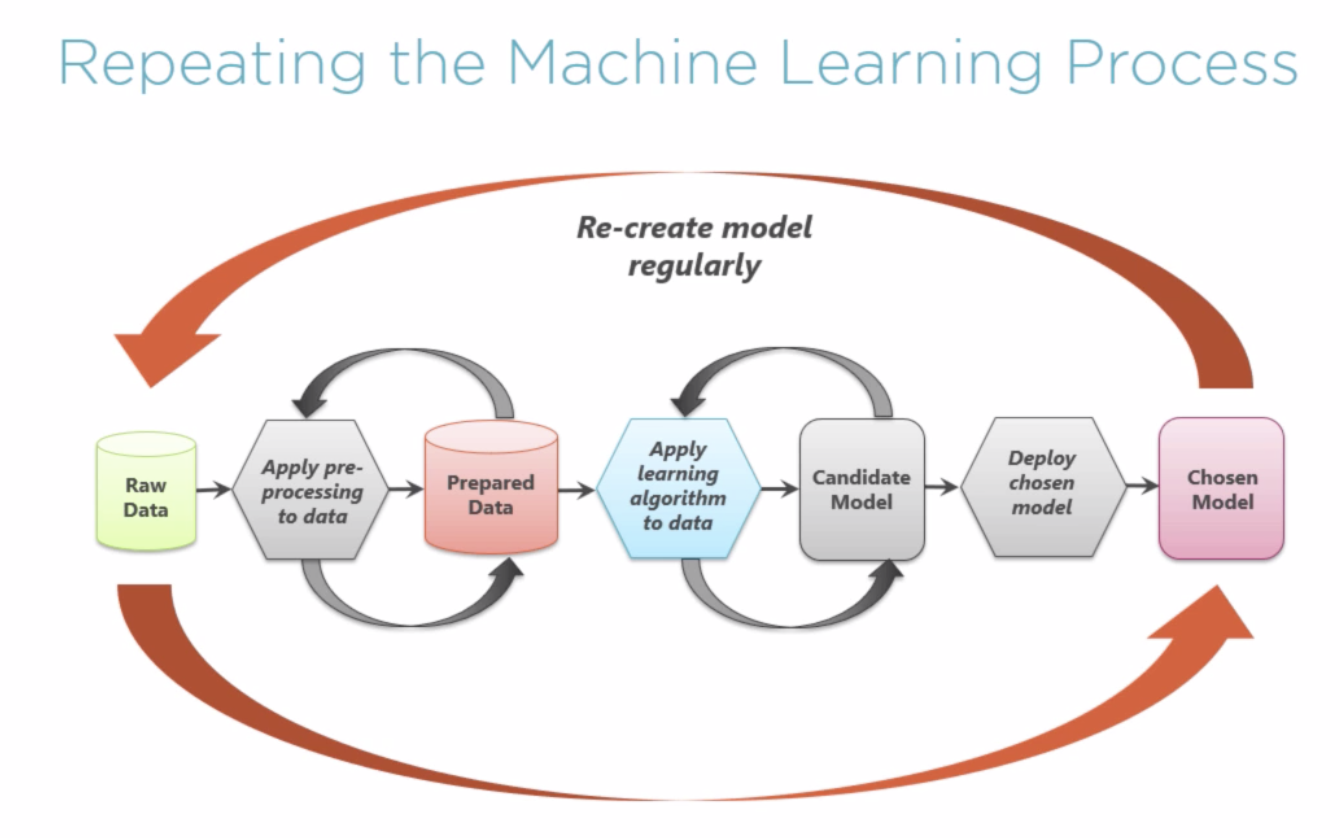 Repeating the Machine Learning Process
Re-create model
regularly
Raw
Data
Apply pre-
processing
to data
Prepared
Data
Apply
learning
algorithm
to data
Candidate
Model
Deploy
chosen
model
Chosen
Model